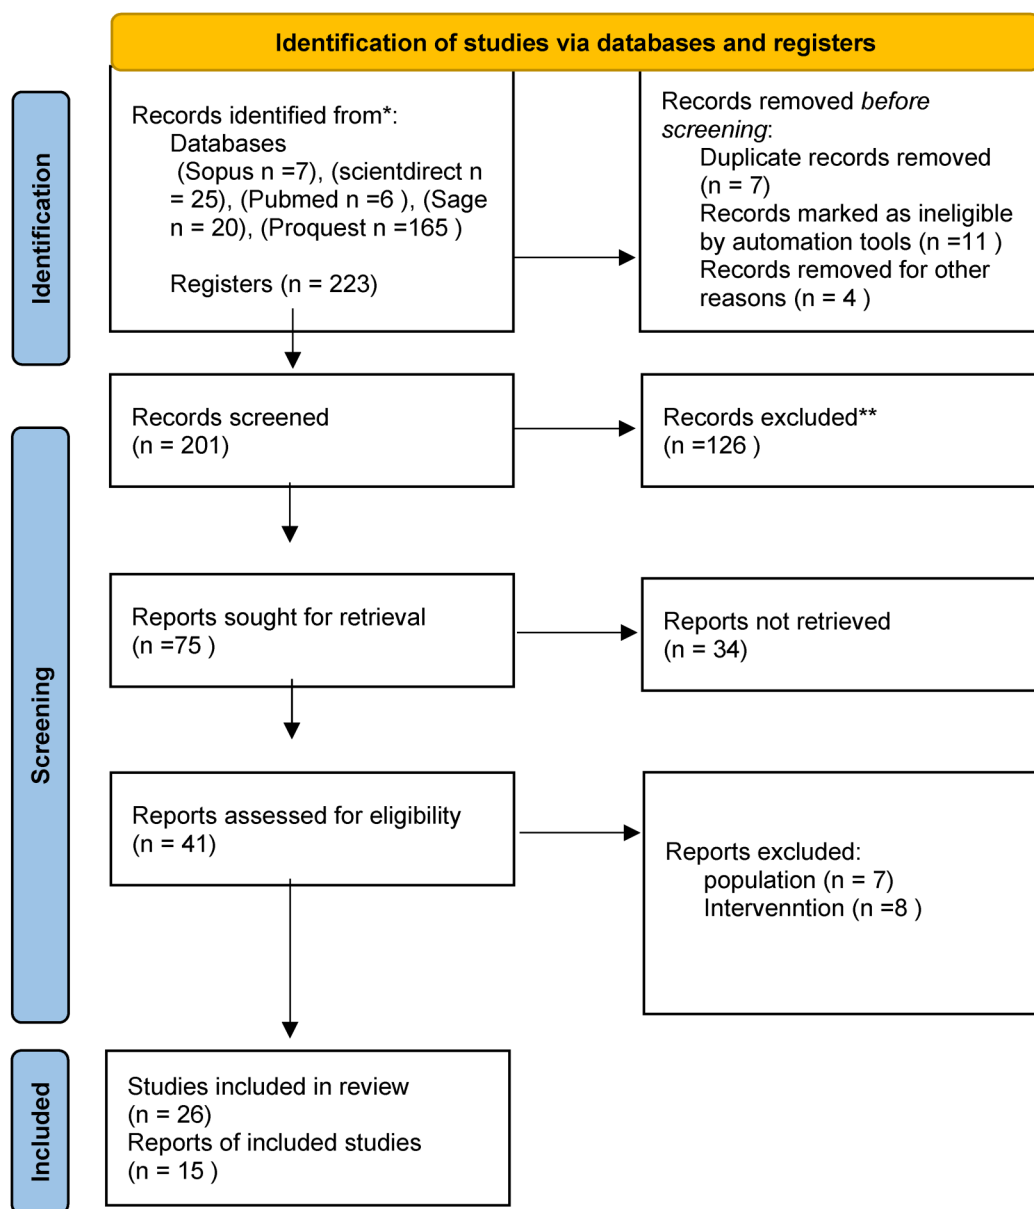 Identification of studies via databases and registers
Identification
Records identified from*:
Databases
(Sopus n =7), (scientdirect n
= 25), (Pubmed n =6 ), (Sage
n = 20), (Proquest n =165 )
Registers (n = 223)
Records removed before
screening:
Duplicate records removed
(n = 7)
Records marked as ineligible
by automation tools (n =11 )
Records removed for other
reasons (n = 4 )
Screening
Records screened
(n = 201)
Records excluded**
(n =126 )
Reports sought for retrieval
(n =75 )
Reports not retrieved
(n = 34)
Reports assessed for eligibility
(n = 41)
Reports excluded:
population (n = 7)
Intervenntion (n =8 )
Included
Studies included in review
(n = 26)
Reports of included studies
(n = 15 )